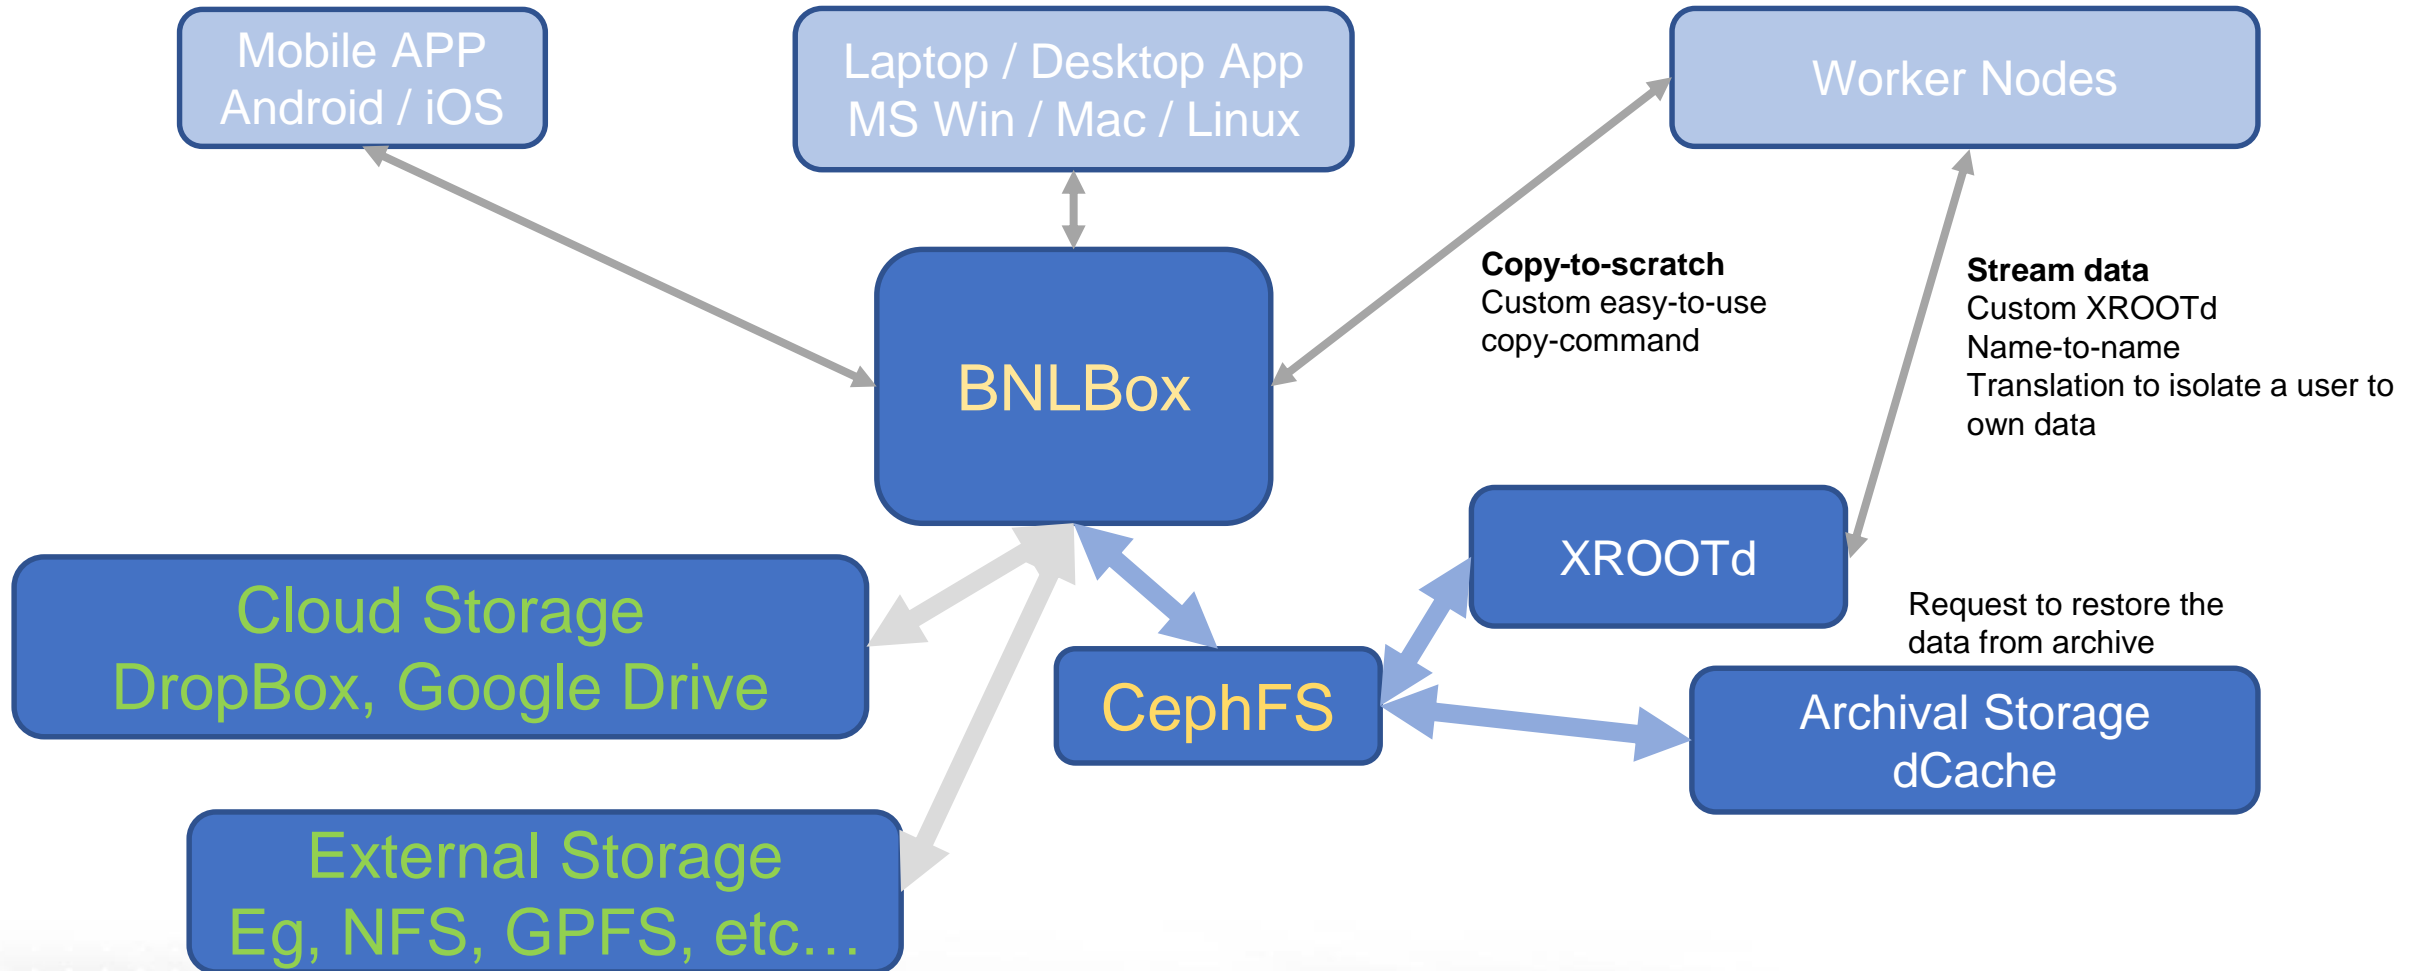 Mobile APP
Android / iOS
Laptop / Desktop App
MS Win / Mac / Linux
Worker Nodes
Copy-to-scratch
Custom easy-to-use
copy-command
Stream data
Custom XROOTd
Name-to-name
Translation to isolate a user to
own data
BNLBox
XROOTd
Cloud Storage
DropBox, Google Drive
CephFS
Request to restore the
data from archive
Archival Storage
dCache
External Storage
Eg, NFS, GPFS, etc…